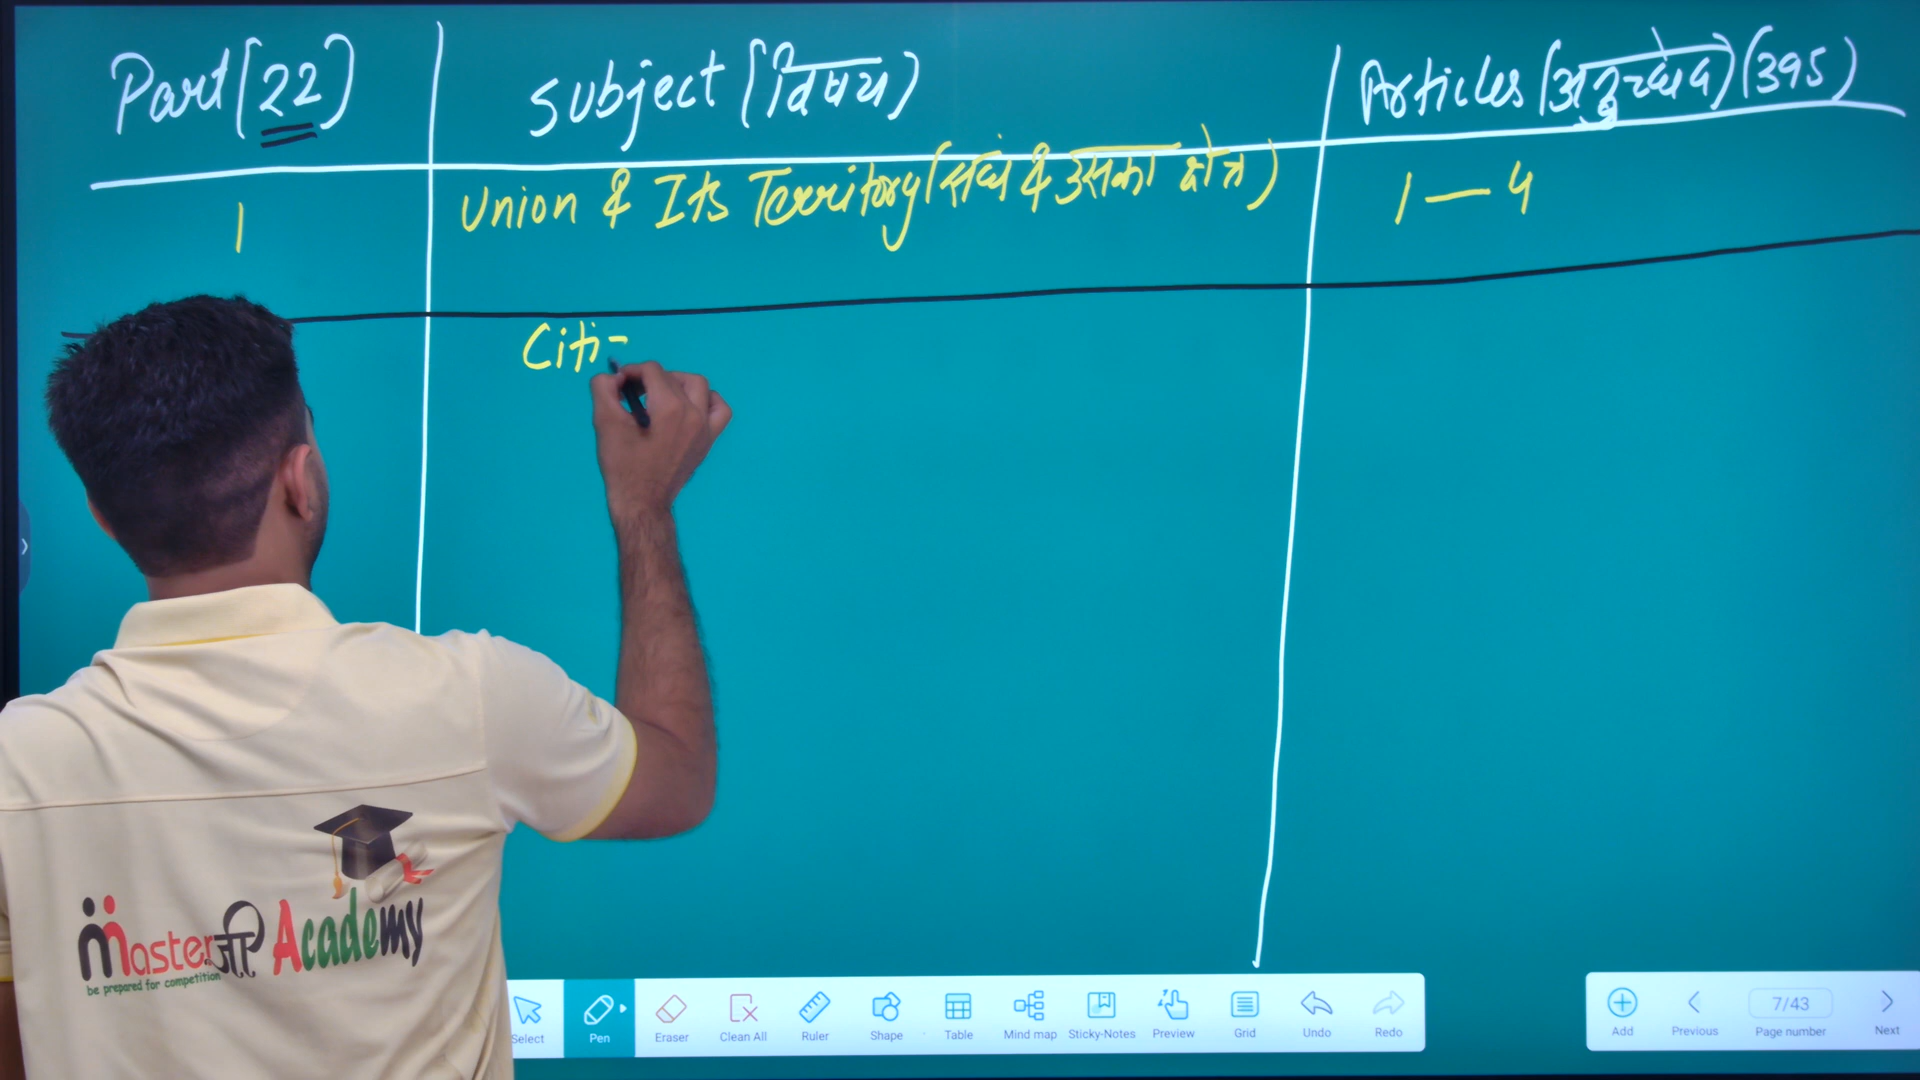 Part(22) Subject (विषय) Articles (अनुच्छेद) (395)
1 Union & Its Territory (संघ & उसका क्षेत्र) 1 — 4
Citi
Masterजी Academy
be prepared for competition
Select Pen Eraser Clean All Ruler Shape Table Mind map Sticky-Notes Preview Grid Undo Redo
Add Previous 7/43 Page number Next